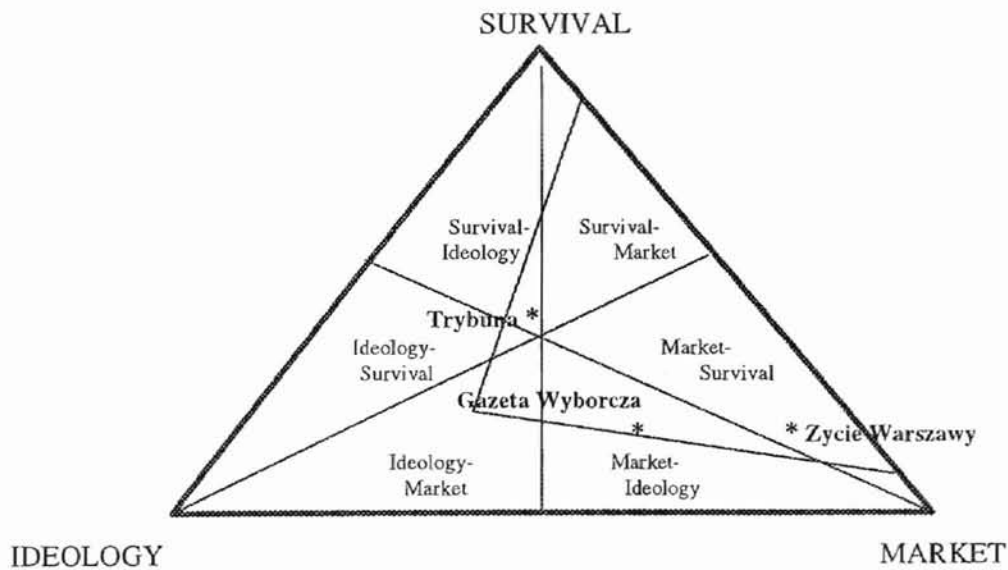 SURVIVAL
Survival-
Ideology
Survival-
Market
Trybuna *
Ideology-
Survival
Market-
Survival
Gazeta Wyborcza
*
* Zycie Warszawy
Ideology-
Market
Market-
Ideology
IDEOLOGY
MARKET